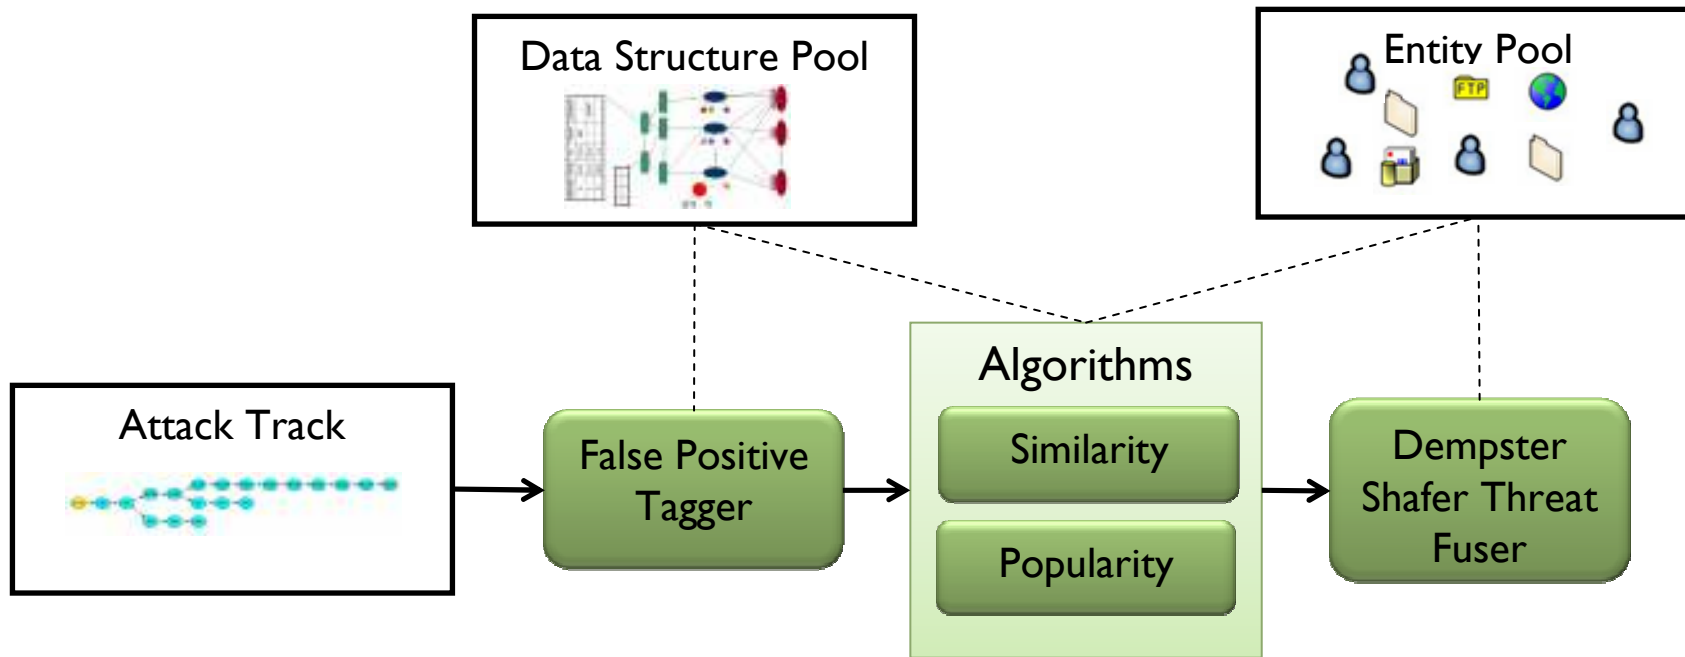 Data Structure Pool
Entity Pool
FTP
Algorithms
Attack Track
False Positive
Tagger
Similarity
Popularity
Dempster
Shafer Threat
Fuser